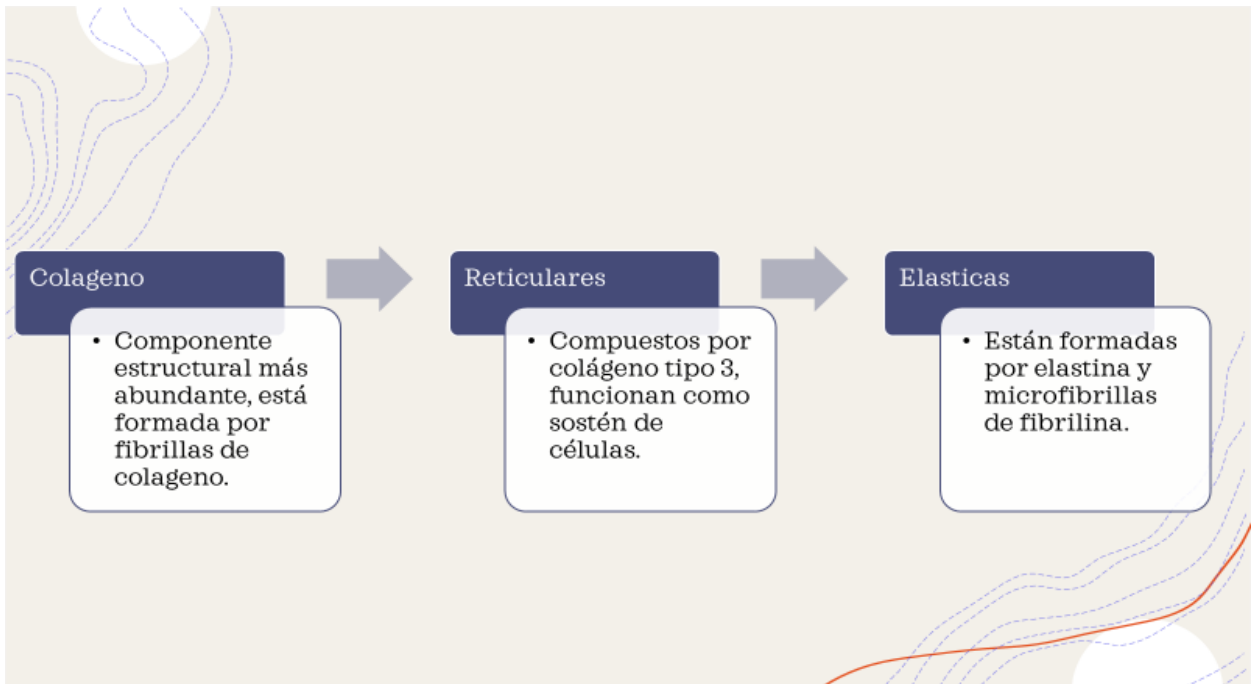 Colageno
• Componente
estructural más
abundante, está
formada por
fibrillas de
colageno.
Reticulares
• Compuestos por
colágeno tipo 3,
funcionan como
sostén de
células.
Elasticas
• Están formadas
por elastina y
microfibrillas
de fibrilina.